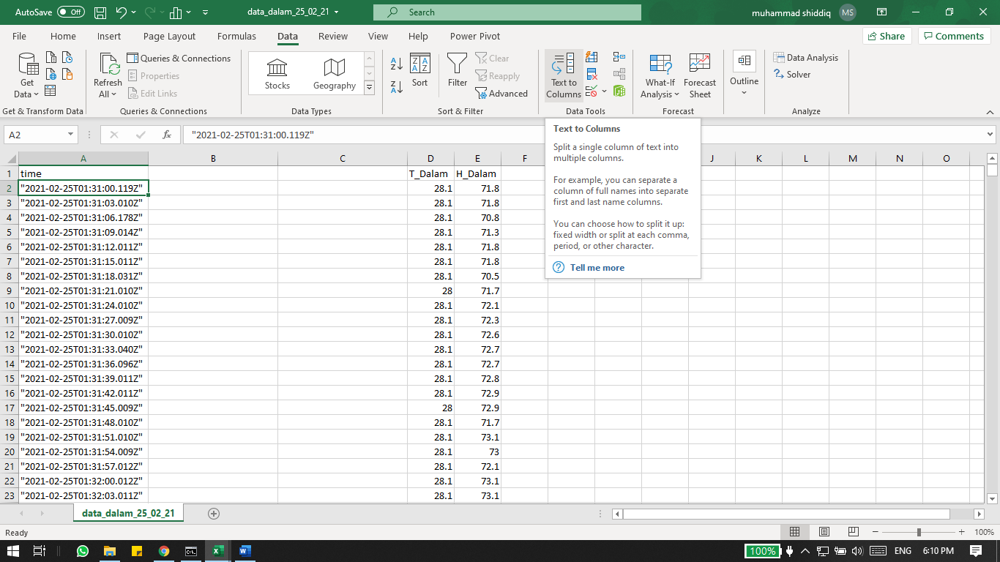 AutoSave Off data_dalam_25_02_21 Search muhammad shiddiq MS
File Home Insert Page Layout Formulas Data Review View Help Power Pivot Share Comments
Get Data Refresh All Queries & Connections Properties Edit Links Stocks Geography Sort Filter Clear Reapply Advanced Text to Columns What-If Analysis Forecast Sheet Outline Data Analysis Solver
Get & Transform Data Queries & Connections Data Types Sort & Filter Data Tools Forecast Analyze
A2 fx "2021-02-25T01:31:00.119Z"
Text to Columns
Split a single column of text into
multiple columns.
For example, you can separate a
column of full names into separate
first and last name columns.
You can choose how to split it up:
fixed width or split at each comma,
period, or other character.
Tell me more
A B C D E F J K L M N O
1 time T_Dalam H_Dalam
2 "2021-02-25T01:31:00.119Z" 28.1 71.8
3 "2021-02-25T01:31:03.010Z" 28.1 71.8
4 "2021-02-25T01:31:06.178Z" 28.1 70.8
5 "2021-02-25T01:31:09.014Z" 28.1 71.3
6 "2021-02-25T01:31:12.011Z" 28.1 71.8
7 "2021-02-25T01:31:15.011Z" 28.1 71.8
8 "2021-02-25T01:31:18.031Z" 28.1 70.5
9 "2021-02-25T01:31:21.010Z" 28 71.7
10 "2021-02-25T01:31:24.010Z" 28.1 72.1
11 "2021-02-25T01:31:27.009Z" 28.1 72.3
12 "2021-02-25T01:31:30.010Z" 28.1 72.6
13 "2021-02-25T01:31:33.040Z" 28.1 72.7
14 "2021-02-25T01:31:36.096Z" 28.1 72.7
15 "2021-02-25T01:31:39.011Z" 28.1 72.8
16 "2021-02-25T01:31:42.011Z" 28.1 72.9
17 "2021-02-25T01:31:45.009Z" 28 72.9
18 "2021-02-25T01:31:48.010Z" 28.1 71.7
19 "2021-02-25T01:31:51.010Z" 28.1 73.1
20 "2021-02-25T01:31:54.009Z" 28.1 73
21 "2021-02-25T01:31:57.012Z" 28.1 72.1
22 "2021-02-25T01:32:00.012Z" 28.1 73.1
23 "2021-02-25T01:32:03.011Z" 28.1 73.1
data_dalam_25_02_21
Ready 100%
100% ENG 6:10 PM